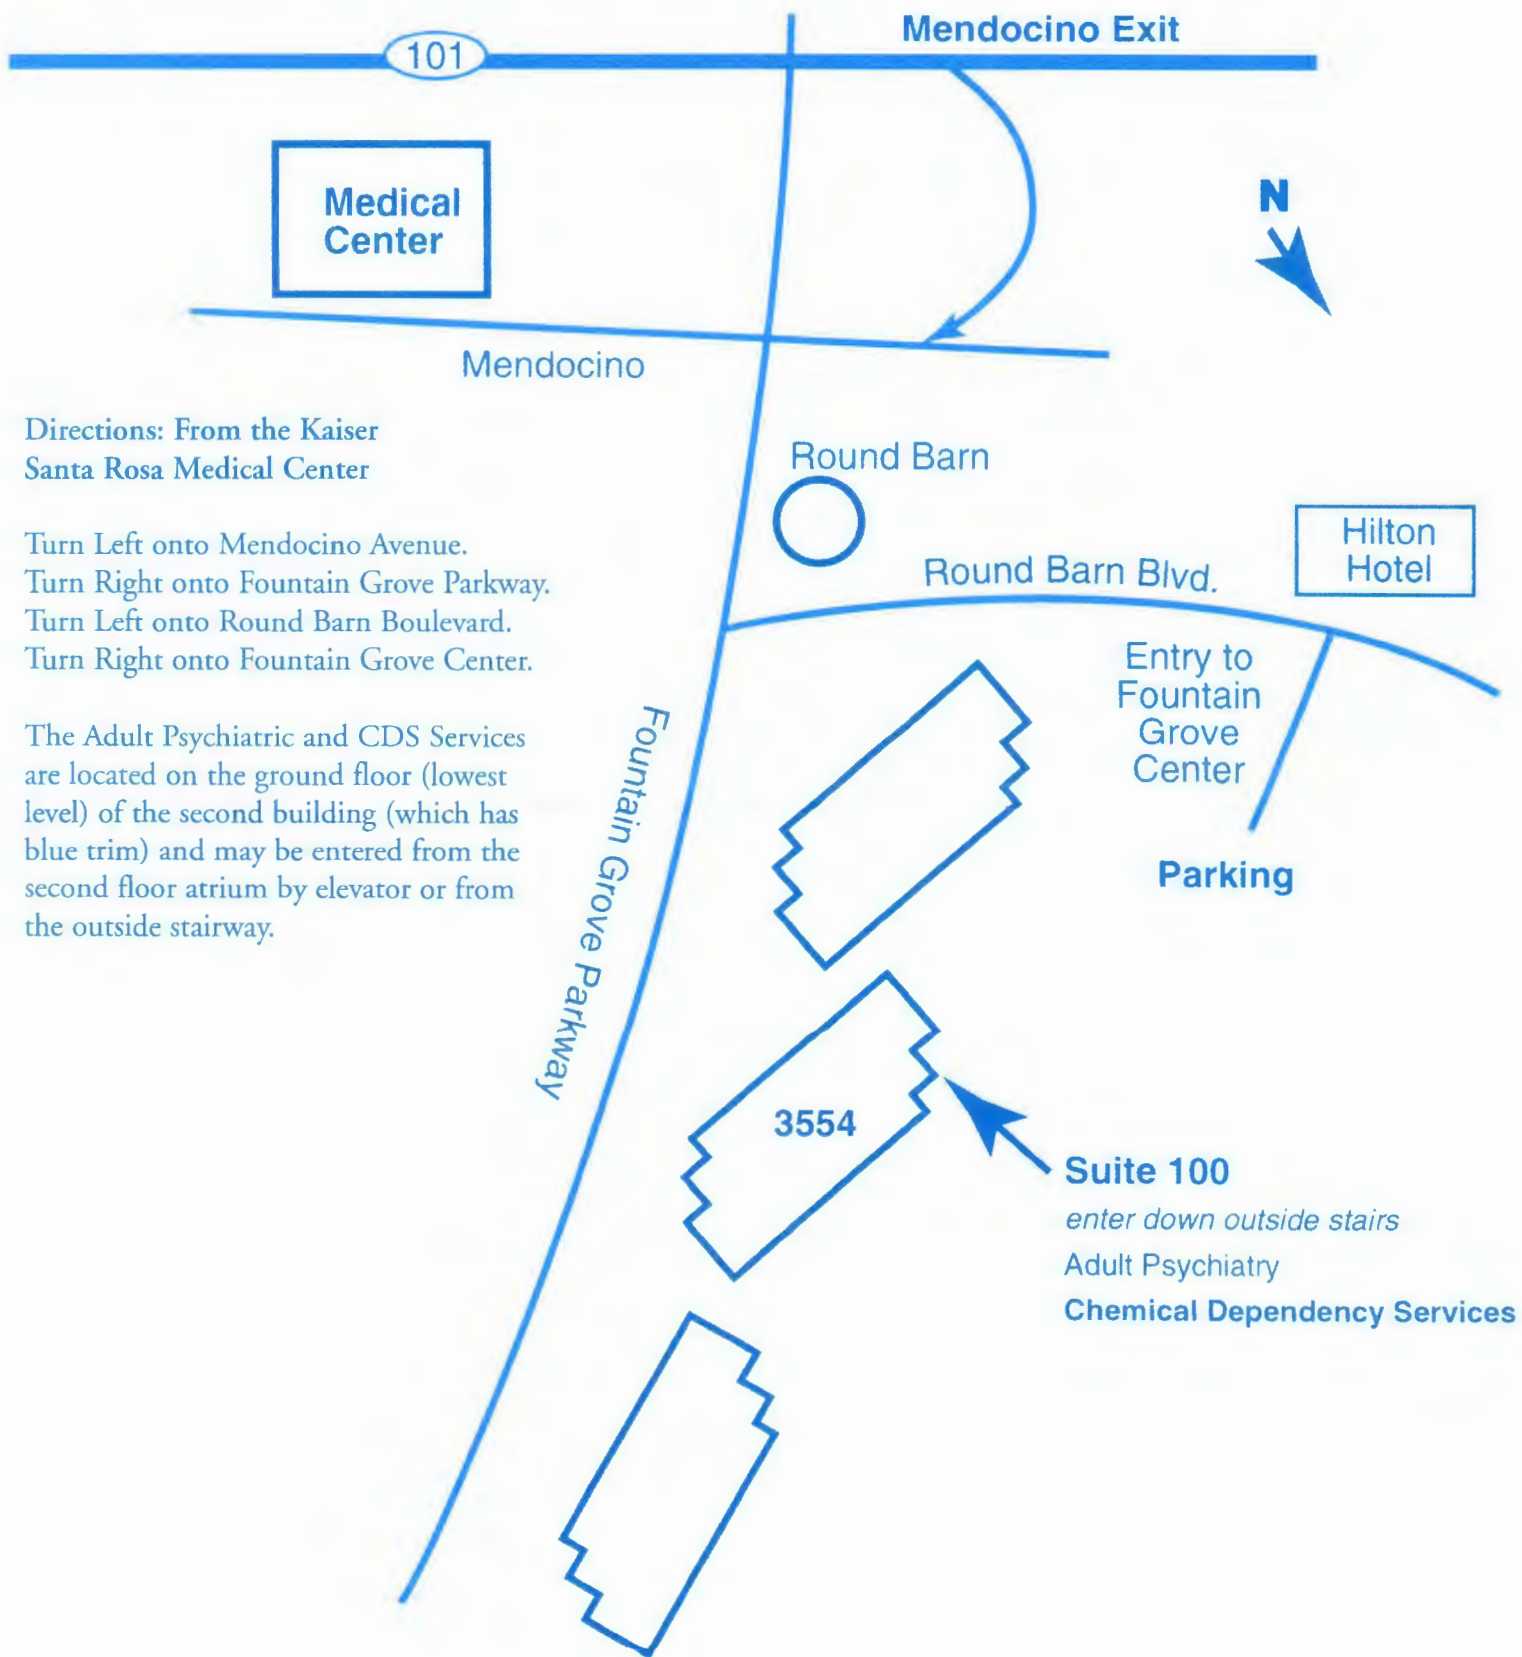 Mendocino Exit
101
Medical
Center
N
Mendocino
Directions: From the Kaiser
Santa Rosa Medical Center
Turn Left onto Mendocino Avenue.
Turn Right onto Fountain Grove Parkway.
Turn Left onto Round Barn Boulevard.
Turn Right onto Fountain Grove Center.
The Adult Psychiatric and CDS Services
are located on the ground floor (lowest
level) of the second building (which has
blue trim) and may be entered from the
second floor atrium by elevator or from
the outside stairway.
Round Barn
Hilton
Hotel
Round Barn Blvd.
Entry to
Fountain
Grove
Center
Parking
Fountain Grove Parkway
3554
Suite 100
enter down outside stairs
Adult Psychiatry
Chemical Dependency Services